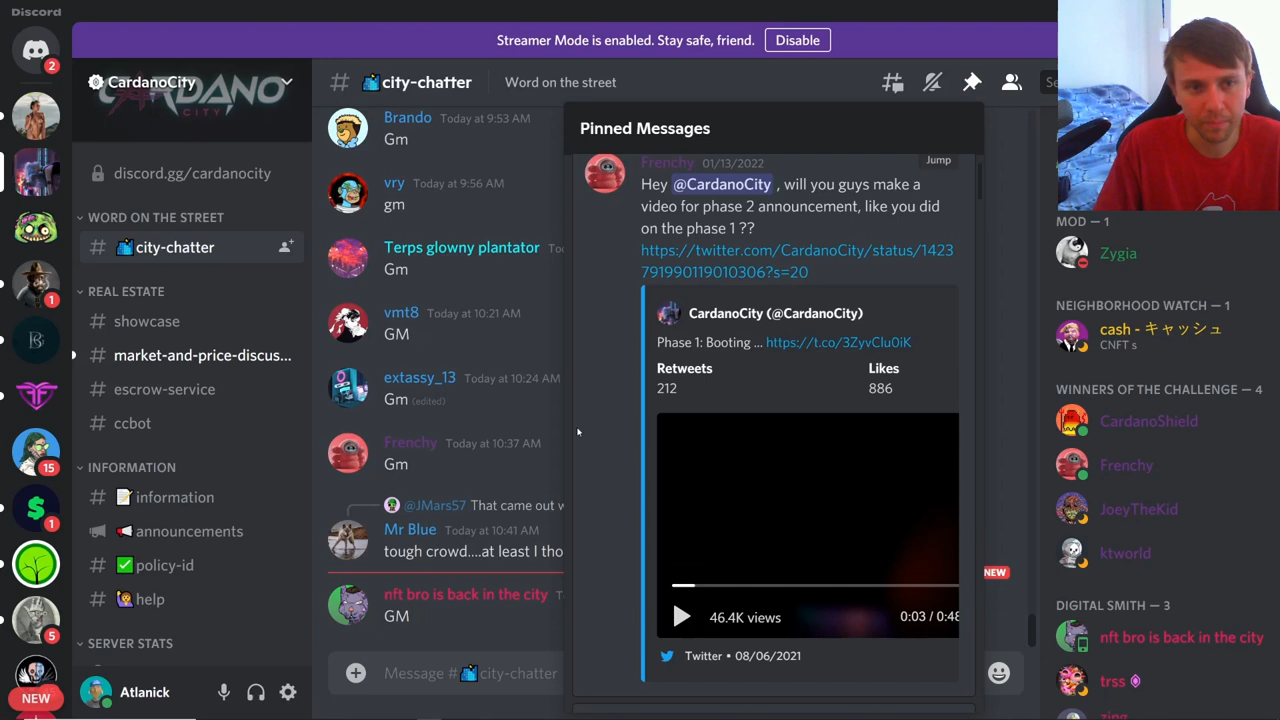 Discord
Streamer Mode is enabled. Stay safe, friend.
Disable
2
CARDANO
CITY
CardanoCity
discord.gg/cardanocity
WORD ON THE STREET
city-chatter
REAL ESTATE
showcase
market-and-price-discus...
escrow-service
ccbot
INFORMATION
information
announcements
policy-id
help
SERVER STATS
1
15
1
5
NEW
Atlanick
# city-chatter
Word on the street
Se
Brando Today at 9:53 AM
Gm
vry Today at 9:56 AM
gm
Terps glowny plantator To
Gm
vmt8 Today at 10:21 AM
GM
extassy_13 Today at 10:24 AM
Gm (edited)
Frenchy Today at 10:37 AM
Gm
@JMars57 That came out w
Mr Blue Today at 10:41 AM
tough crowd....at least I tho
NEW
nft bro is back in the city T
GM
Message # city-chatter
Pinned Messages
Frenchy 01/13/2022
Jump
Hey @CardanoCity , will you guys make a
video for phase 2 announcement, like you did
on the phase 1 ??
https://twitter.com/CardanoCity/status/1423
791990119010306?s=20
CardanoCity (@CardanoCity)
Phase 1: Booting ... https://t.co/3ZyvClu0iK
Retweets Likes
212 886
46.4K views 0:03 / 0:48
Twitter • 08/06/2021
MOD — 1
Zygia
NEIGHBORHOOD WATCH — 1
cash - キャッシュ
CNFT s
WINNERS OF THE CHALLENGE — 4
CardanoShield
Frenchy
JoeyTheKid
ktworld
DIGITAL SMITH — 3
nft bro is back in the city
trss
zing